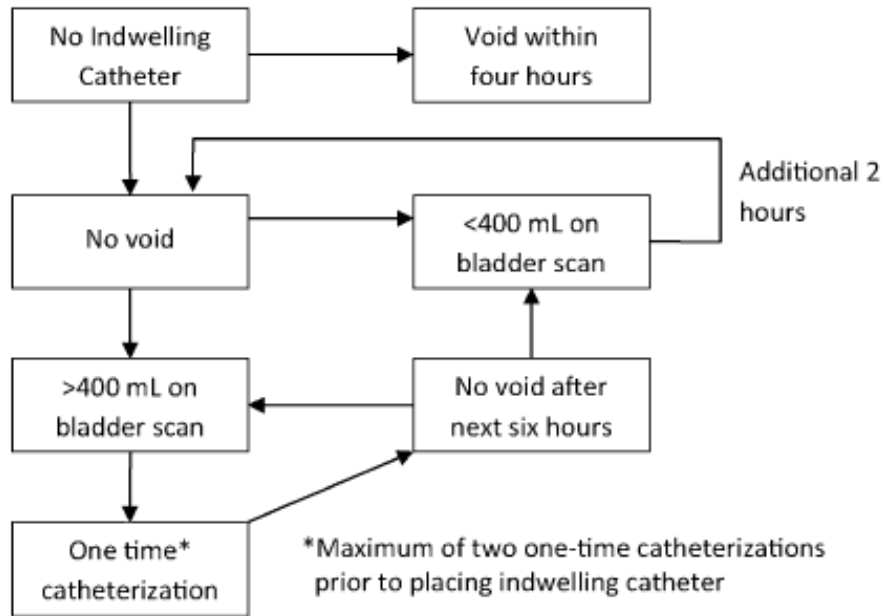 No Indwelling
Catheter
Void within
four hours
Additional 2
hours
No void
<400 mL on
bladder scan
>400 mL on
bladder scan
No void after
next six hours
One time*
catheterization
*Maximum of two one-time catheterizations
prior to placing indwelling catheter